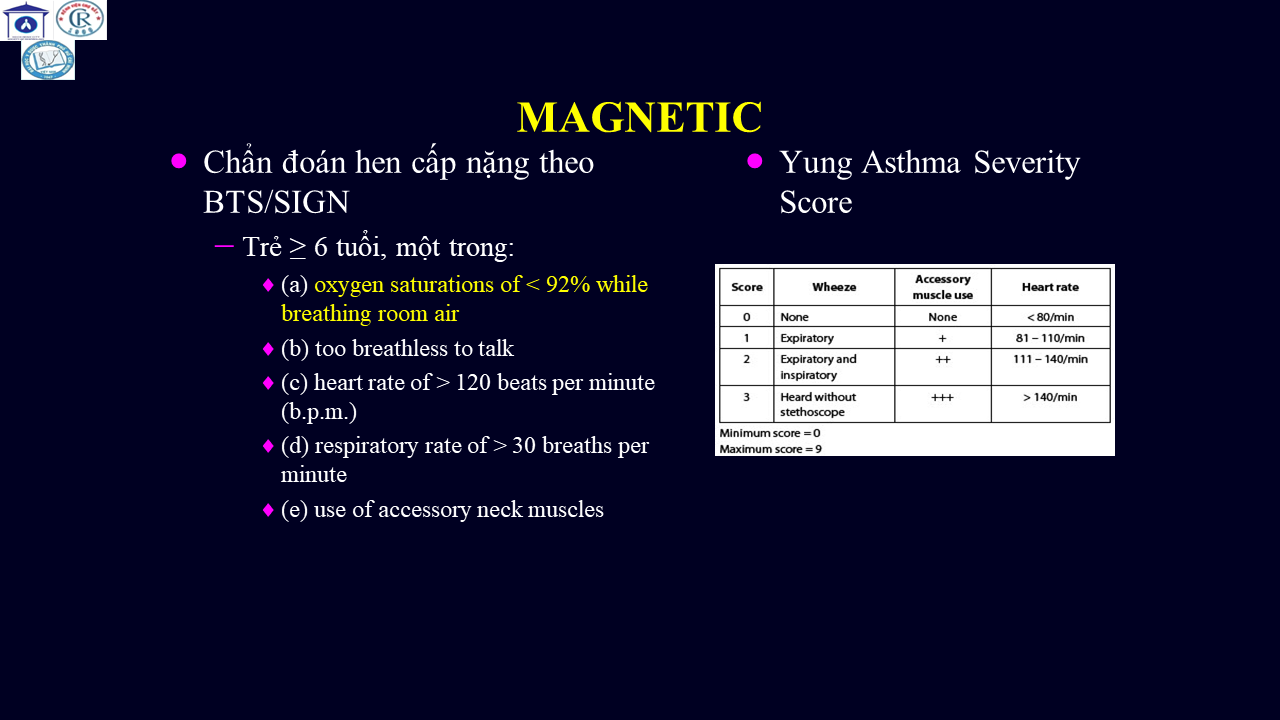 MAGNETIC
Chẩn đoán hen cấp nặng theo
BTS/SIGN
– Trẻ ≥ 6 tuổi, một trong:
(a) oxygen saturations of < 92% while
breathing room air
(b) too breathless to talk
(c) heart rate of > 120 beats per minute
(b.p.m.)
(d) respiratory rate of > 30 breaths per
minute
(e) use of accessory neck muscles
Yung Asthma Severity
Score
Score Wheeze Accessory muscle use Heart rate
0 None None < 80/min
1 Expiratory + 81 – 110/min
2 Expiratory and inspiratory ++ 111 – 140/min
3 Heard without stethoscope +++ > 140/min
Minimum score = 0
Maximum score = 9